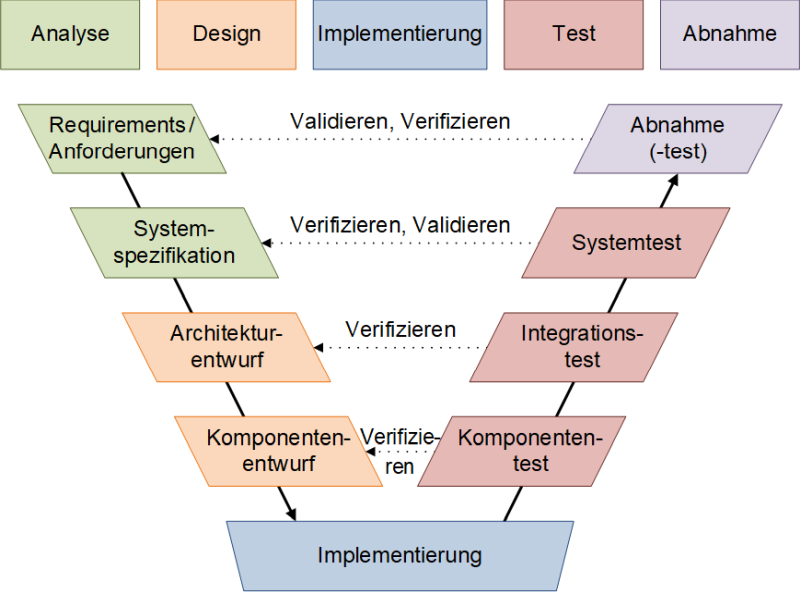 Analyse
Design
Implementierung
Test
Abnahme
Requirements/
Anforderungen
Validieren, Verifizieren
Abnahme
(-test)
System-
spezifikation
Verifizieren, Validieren
Systemtest
Architektur-
entwurf
Verifizieren
Integrations-
test
Komponenten-
entwurf
Verifizie-
ren
Komponenten-
test
Implementierung